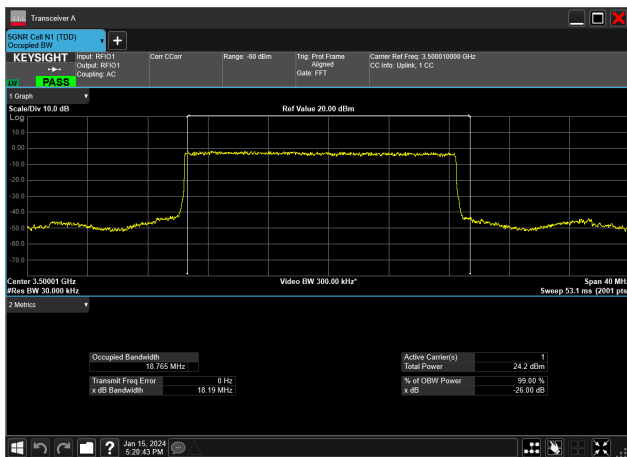 Transceiver A
5GNR Cell N1 (TDD)
Occupied BW
+
KEYSIGHT
LXI
PASS
Input: RFIO1
Output: RFIO1
Coupling: AC
Corr CCorr
Range: -60 dBm
Trig: Prot Frame
Aligned
Gate: FFT
Carrier Ref Freq: 3.500010000 GHz
CC Info: Uplink, 1 CC
1 Graph
Scale/Div 10.0 dB
Ref Value 20.00 dBm
Log
10.0
0.00
-10.0
-20.0
-30.0
-40.0
-50.0
-60.0
-70.0
Center 3.50001 GHz
Video BW 300.00 kHz*
Span 40 MHz
#Res BW 30.000 kHz
Sweep 53.1 ms (2001 pts
2 Metrics
Occupied Bandwidth
18.765 MHz
Transmit Freq Error 0 Hz
x dB Bandwidth 18.19 MHz
Active Carrier(s) 1
Total Power 24.2 dBm
% of OBW Power 99.00 %
x dB -26.00 dB
?
Jan 15, 2024
5:20:43 PM